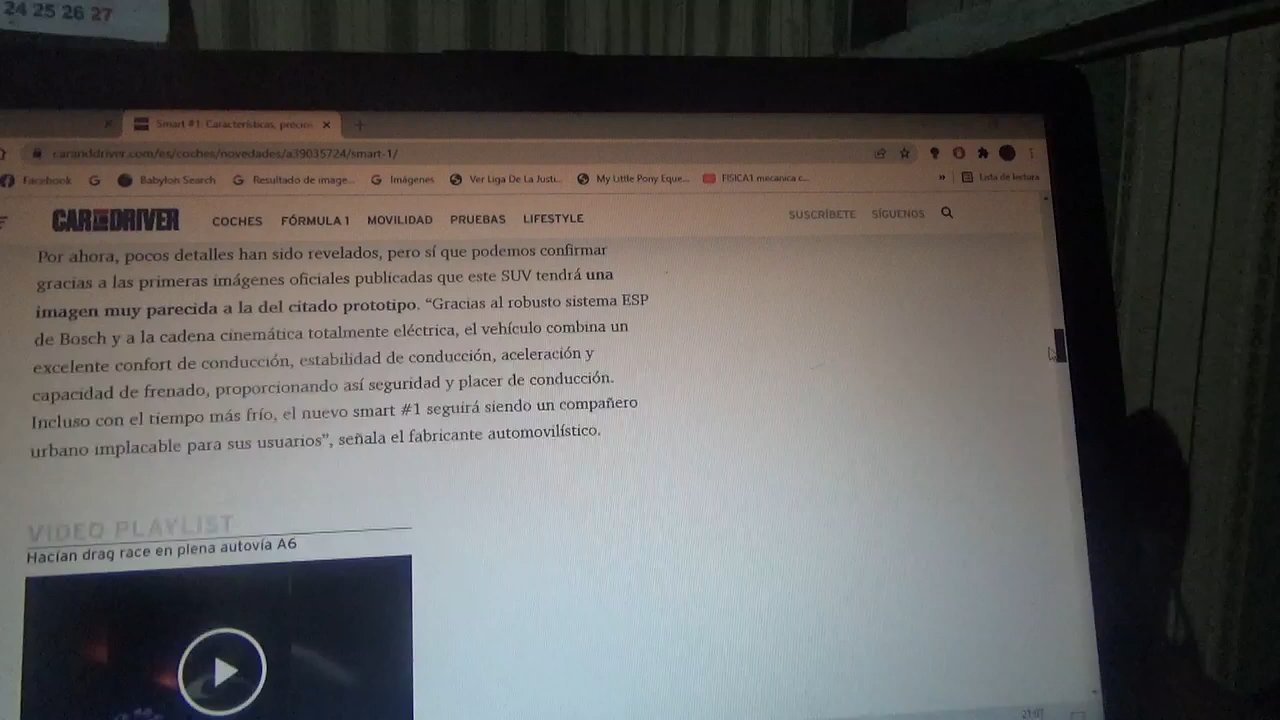 24 25 26 27
Smart #1: Características, precios
caranddriver.com/es/coches/novedades/a39035724/smart-1/
Facebook Babylon Search Resultado de image... Imágenes Ver Liga De La Justi... My Little Pony Eque... FISICA1 mecanica c... » Lista de lectura
CAR AND DRIVER COCHES FÓRMULA 1 MOVILIDAD PRUEBAS LIFESTYLE SUSCRÍBETE SÍGUENOS
Por ahora, pocos detalles han sido revelados, pero sí que podemos confirmar
gracias a las primeras imágenes oficiales publicadas que este SUV tendrá una
imagen muy parecida a la del citado prototipo. “Gracias al robusto sistema ESP
de Bosch y a la cadena cinemática totalmente eléctrica, el vehículo combina un
excelente confort de conducción, estabilidad de conducción, aceleración y
capacidad de frenado, proporcionando así seguridad y placer de conducción.
Incluso con el tiempo más frío, el nuevo smart #1 seguirá siendo un compañero
urbano implacable para sus usuarios”, señala el fabricante automovilístico.
VIDEO PLAYLIST
Hacían drag race en plena autovía A6